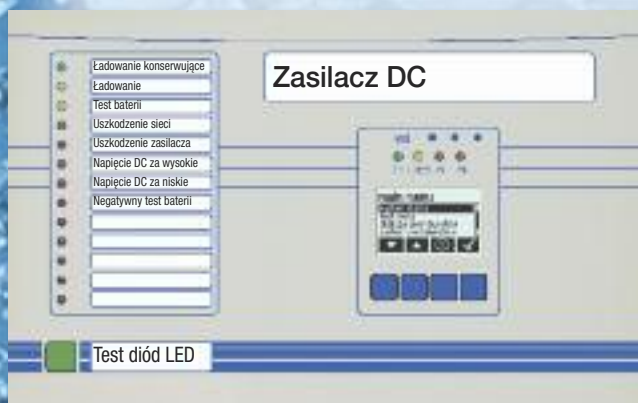 Ładowanie konserwujące
Ładowanie
Test baterii
Uszkodzenie sieci
Uszkodzenie zasilacza
Napięcie DC za wysokie
Napięcie DC za niskie
Negatywny test baterii
Zasilacz DC
Test diód LED